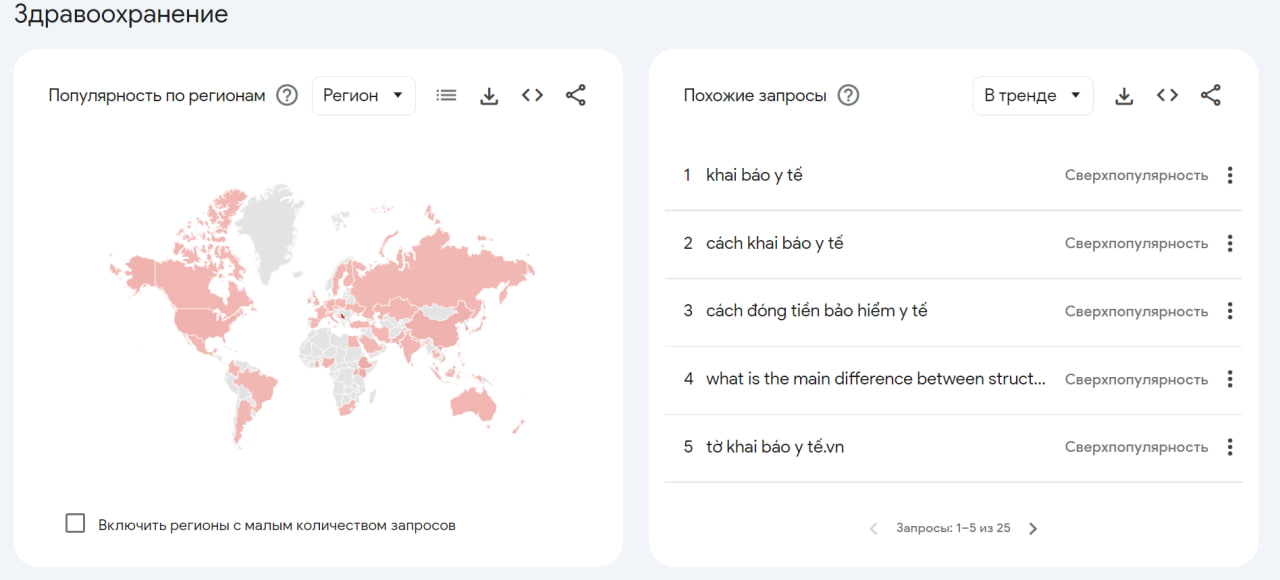 Здравоохранение
Популярность по регионам
Регион
Похожие запросы
В тренде
1 khai báo y tế Сверхпопулярность
2 cách khai báo y tế Сверхпопулярность
3 cách đóng tiền bảo hiểm y tế Сверхпопулярность
4 what is the main difference between struct... Сверхпопулярность
5 tờ khai báo y tế.vn Сверхпопулярность
Включить регионы с малым количеством запросов
Запросы: 1–5 из 25